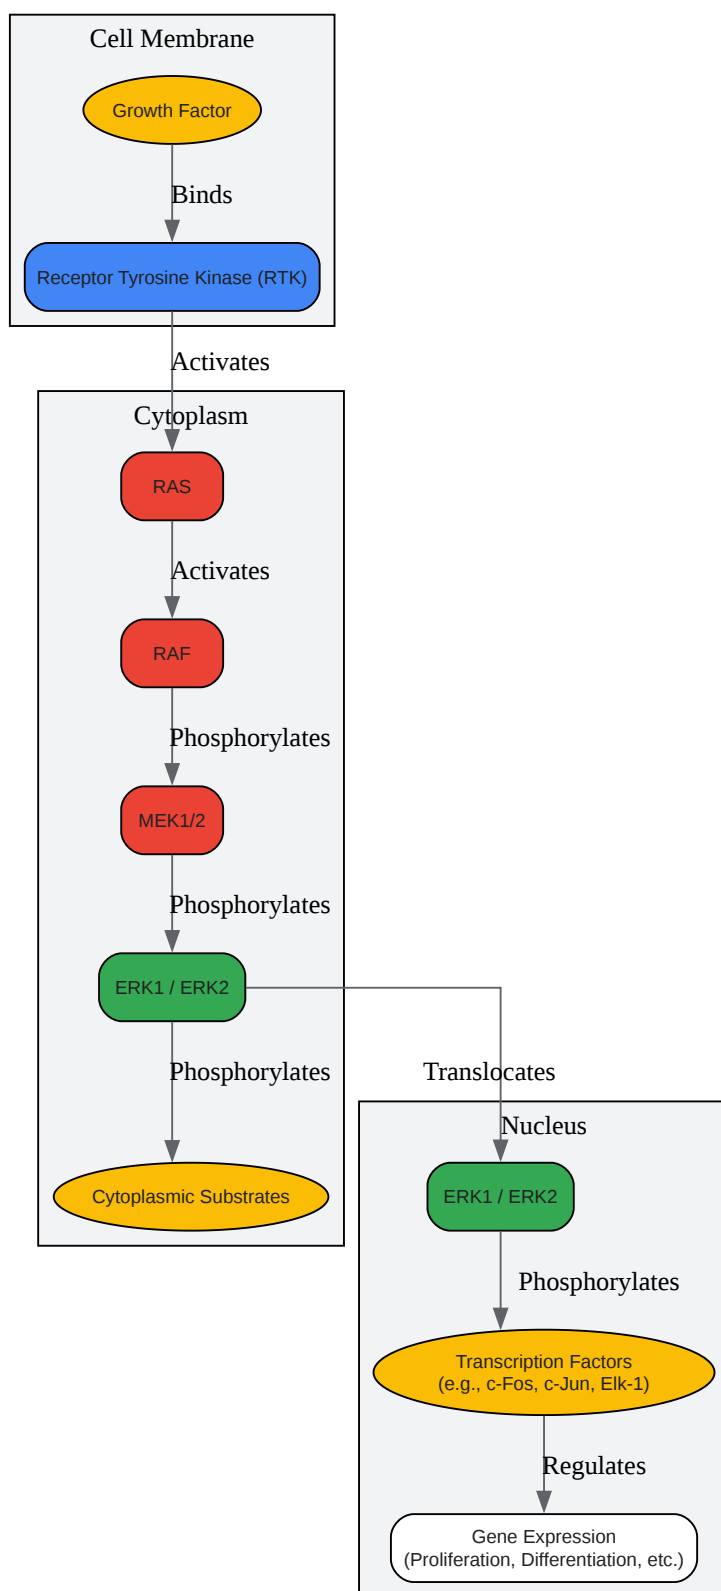 Cell Membrane
Growth Factor
Binds
Receptor Tyrosine Kinase (RTK)
Activates
Cytoplasm
RAS
Activates
RAF
Phosphorylates
MEK1/2
Phosphorylates
ERK1 / ERK2
Phosphorylates
Cytoplasmic Substrates
Translocates
Nucleus
ERK1 / ERK2
Phosphorylates
Transcription Factors
(e.g., c-Fos, c-Jun, Elk-1)
Regulates
Gene Expression
(Proliferation, Differentiation, etc.)